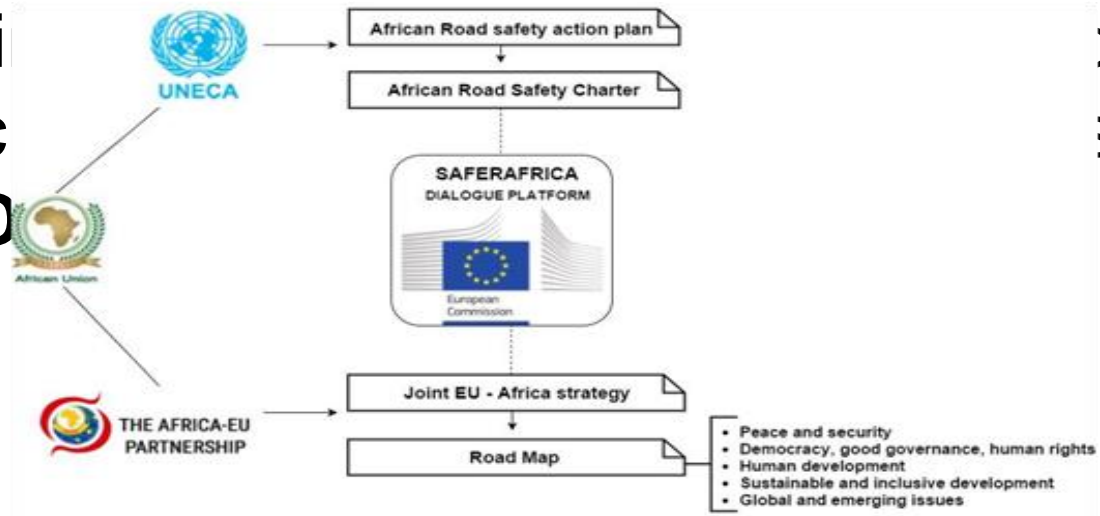 African Road safety action plan
UNECA
African Road Safety Charter
SAFERAFRICA
DIALOGUE PLATFORM
African Union
European
Commission
Joint EU - Africa strategy
THE AFRICA-EU
PARTNERSHIP
Road Map
• Peace and security
• Democracy, good governance, human rights
• Human development
• Sustainable and inclusive development
• Global and emerging issues